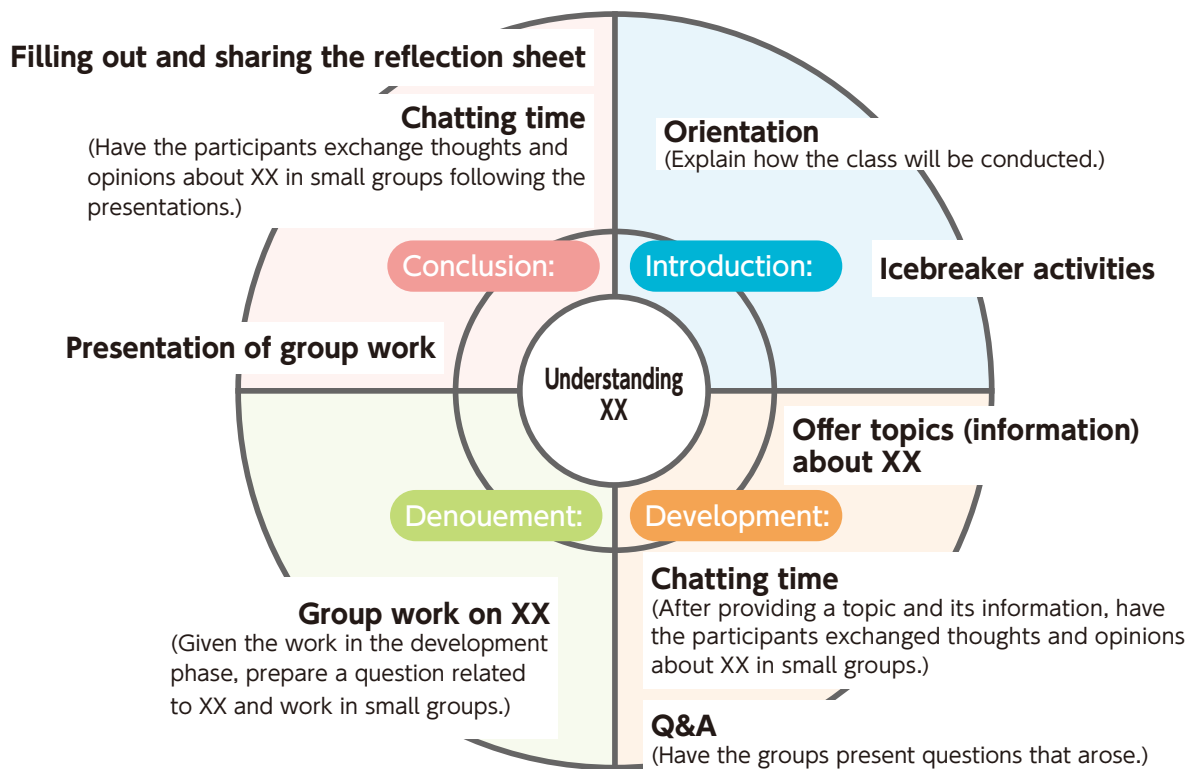 Filling out and sharing the reflection sheet
Chatting time
(Have the participants exchange thoughts and
opinions about XX in small groups following the
presentations.)
Conclusion:
Presentation of group work
Orientation
(Explain how the class will be conducted.)
Introduction:
Icebreaker activities
Understanding
XX
Offer topics (information)
about XX
Development:
Chatting time
(After providing a topic and its information, have
the participants exchanged thoughts and opinions
about XX in small groups.)
Q&A
(Have the groups present questions that arose.)
Denouement:
Group work on XX
(Given the work in the development
phase, prepare a question related
to XX and work in small groups.)